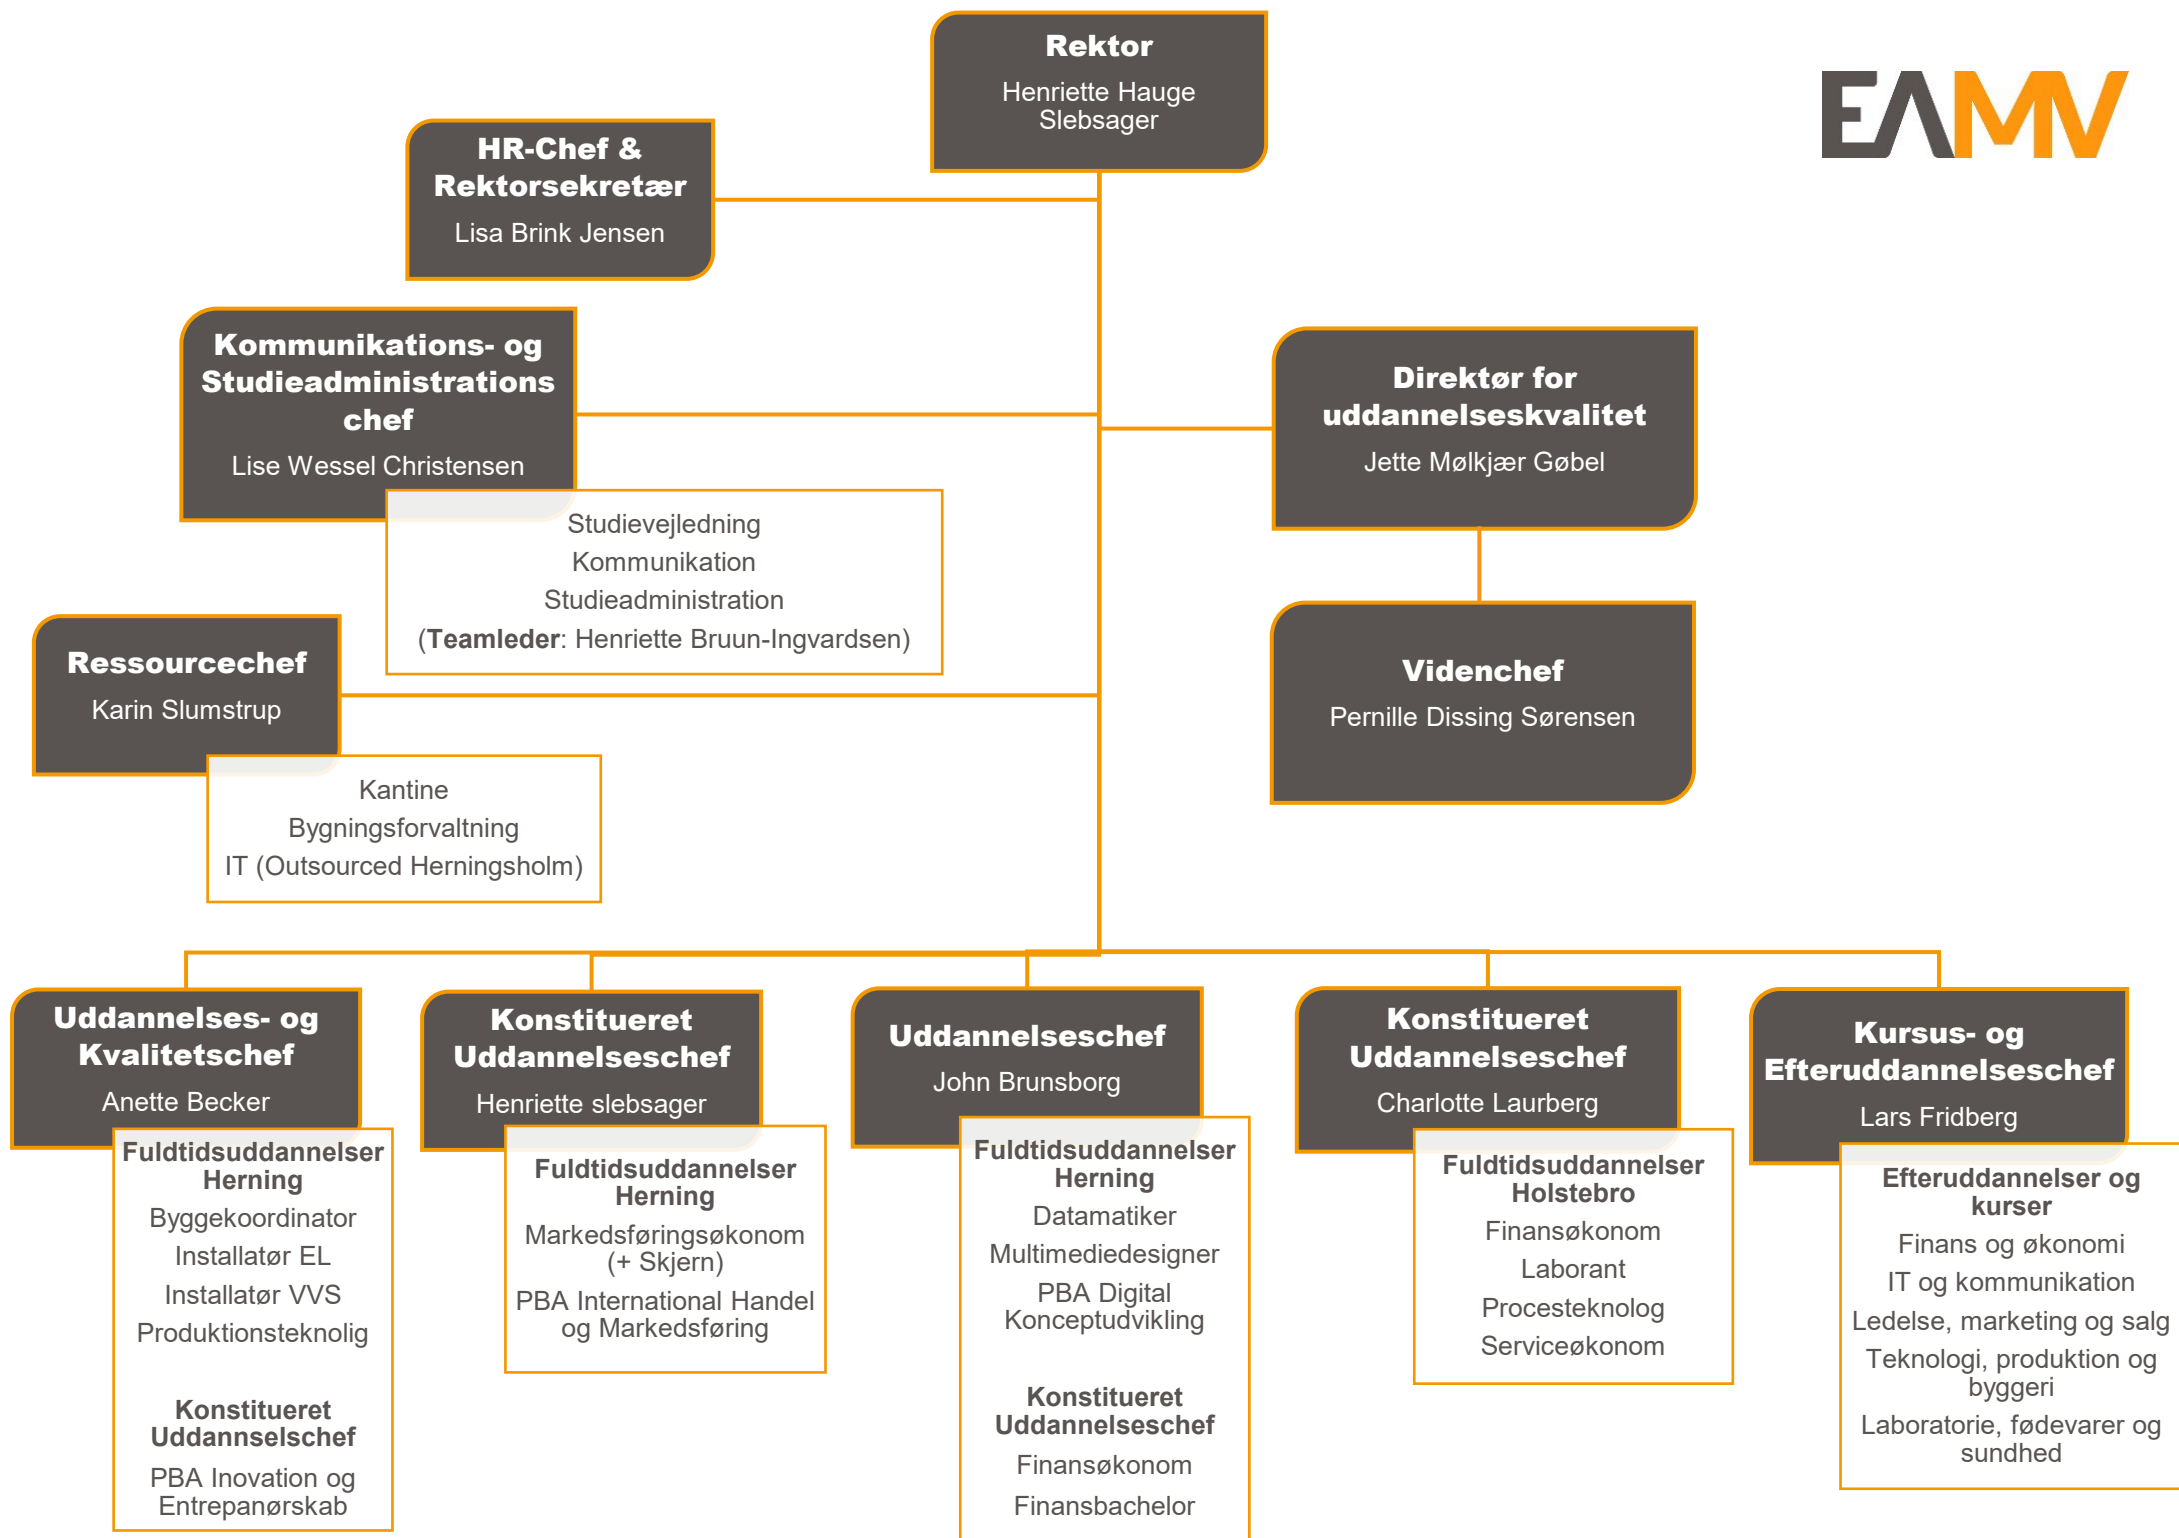 Rektor
Henriette Hauge
Slebsager
EAMV
HR-Chef &
Rektorsekretær
Lisa Brink Jensen
Kommunikations- og
Studieadministrations
chef
Lise Wessel Christensen
Studievejledning
Kommunikation
Studieadministration
(Teamleder: Henriette Bruun-Ingvardsen)
Direktør for
uddannelseskvalitet
Jette Mølkjær Gøbel
Videnchef
Pernille Dissing Sørensen
Ressourcechef
Karin Slumstrup
Kantine
Bygningsforvaltning
IT (Outsourced Herningsholm)
Uddannelses- og
Kvalitetschef
Anette Becker
Fuldtidsuddannelser
Herning
Byggekoordinator
Installatør EL
Installatør VVS
Produktionsteknolig
Konstitueret
Uddannselschef
PBA Inovation og
Entrepanørskab
Konstitueret
Uddannelseschef
Henriette slebsager
Fuldtidsuddannelser
Herning
Markedsføringsøkonom
(+ Skjern)
PBA International Handel
og Markedsføring
Uddannelseschef
John Brunsborg
Fuldtidsuddannelser
Herning
Datamatiker
Multimediedesigner
PBA Digital
Konceptudvikling
Konstitueret
Uddannelseschef
Finansøkonom
Finansbachelor
Konstitueret
Uddannelseschef
Charlotte Laurberg
Fuldtidsuddannelser
Holstebro
Finansøkonom
Laborant
Procesteknolog
Serviceøkonom
Kursus- og
Efteruddannelseschef
Lars Fridberg
Efteruddannelser og
kurser
Finans og økonomi
IT og kommunikation
Ledelse, marketing og salg
Teknologi, produktion og
byggeri
Laboratorie, fødevarer og
sundhed